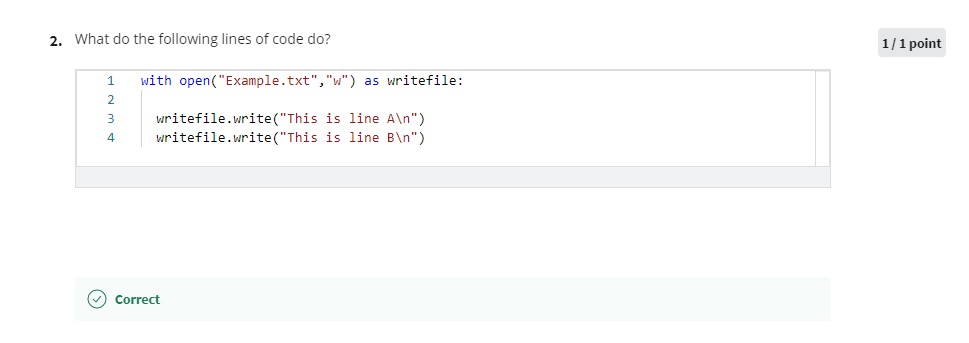 2. What do the following lines of code do?
1/1 point
1 with open("Example.txt","w") as writefile:
2
3 writefile.write("This is line A\n")
4 writefile.write("This is line B\n")
Correct